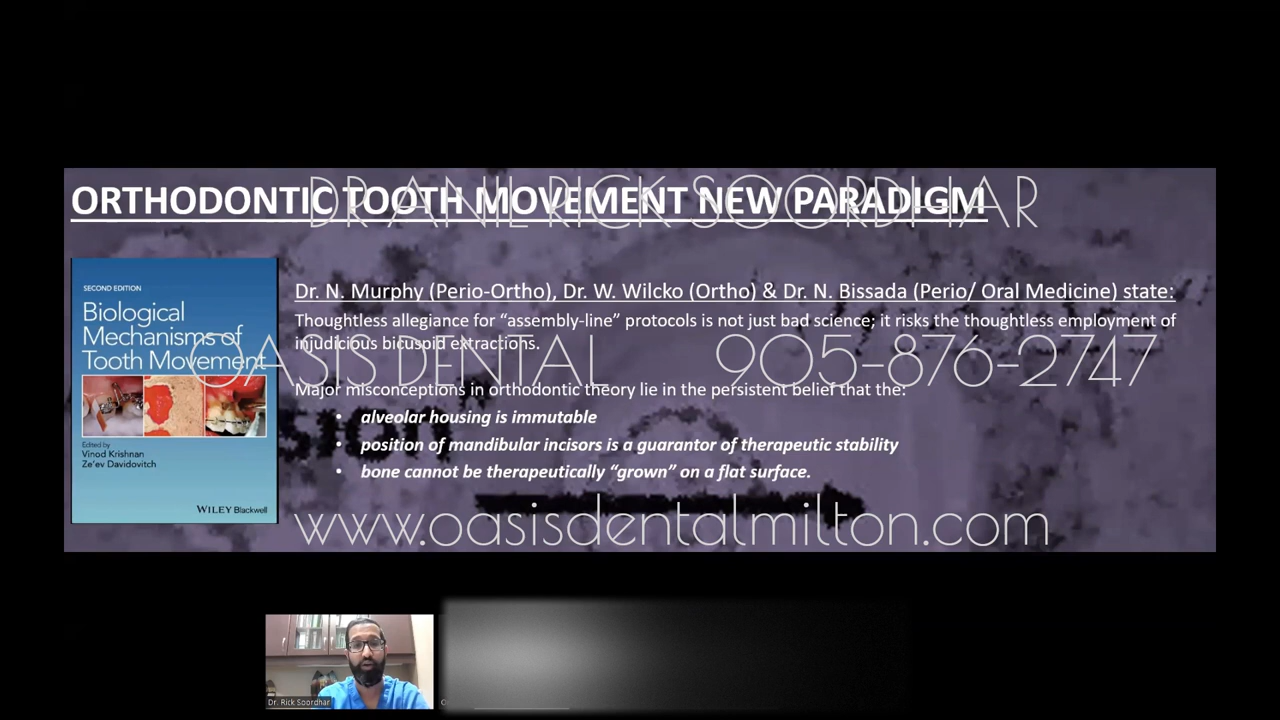 ORTHODONTIC TOOTH MOVEMENT NEW PARADIGM
DR ANIL RICK SOORDHAR
SECOND EDITION
Biological
Mechanisms of
Tooth Movement
Edited by
Vinod Krishnan
Ze'ev Davidovitch
WILEY Blackwell
Dr. N. Murphy (Perio-Ortho), Dr. W. Wilcko (Ortho) & Dr. N. Bissada (Perio/ Oral Medicine) state:
Thoughtless allegiance for “assembly-line” protocols is not just bad science; it risks the thoughtless employment of
injudicious bicuspid extractions.
OASIS DENTAL 905-876-2747
Major misconceptions in orthodontic theory lie in the persistent belief that the:
• alveolar housing is immutable
• position of mandibular incisors is a guarantor of therapeutic stability
• bone cannot be therapeutically “grown” on a flat surface.
www.oasisdentalmilton.com
Dr. Rick Soordhar